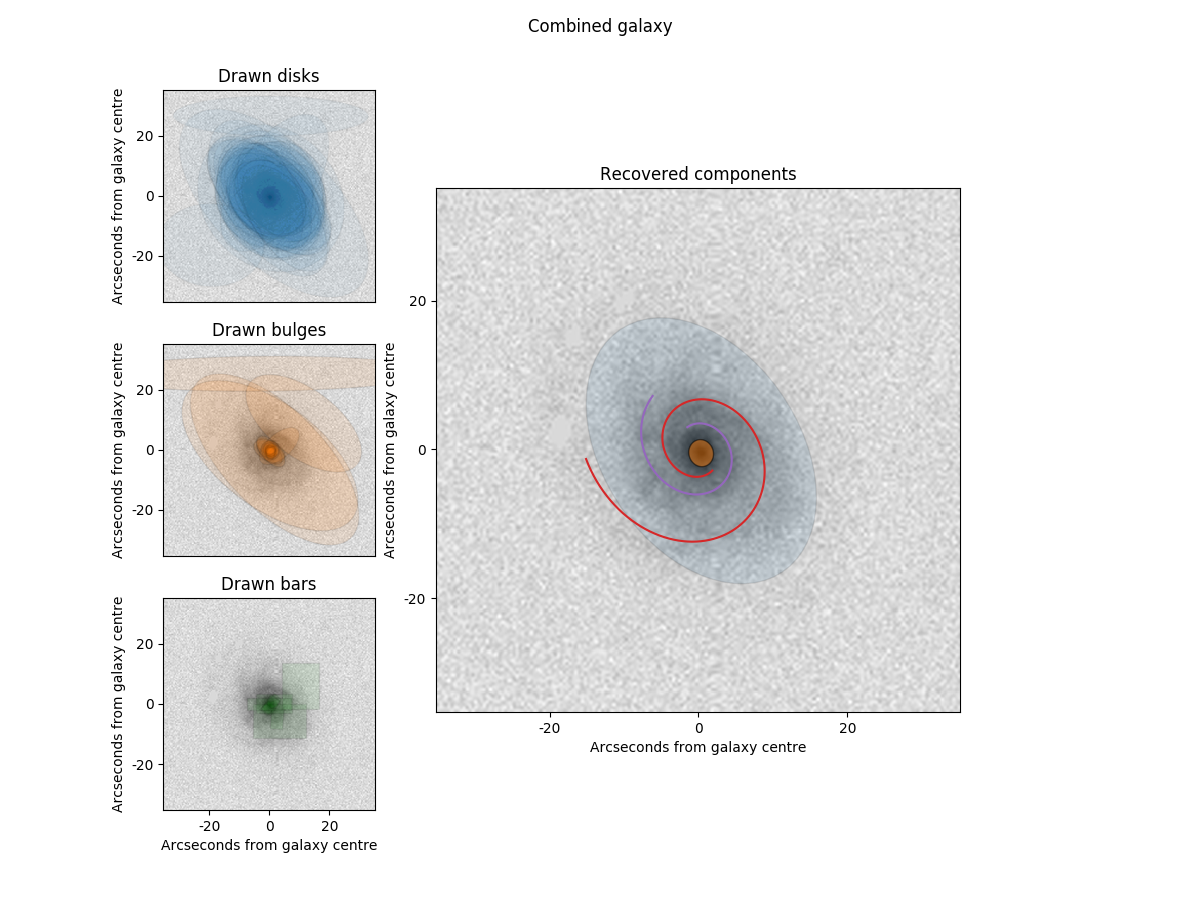 Combined galaxy
Drawn disks
Arcseconds from galaxy centre
20
0
-20
Drawn bulges
Arcseconds from galaxy centre
20
0
-20
Drawn bars
Arcseconds from galaxy centre
20
0
-20
-20 0 20
Arcseconds from galaxy centre
Recovered components
Arcseconds from galaxy centre
20
0
-20
-20 0 20
Arcseconds from galaxy centre